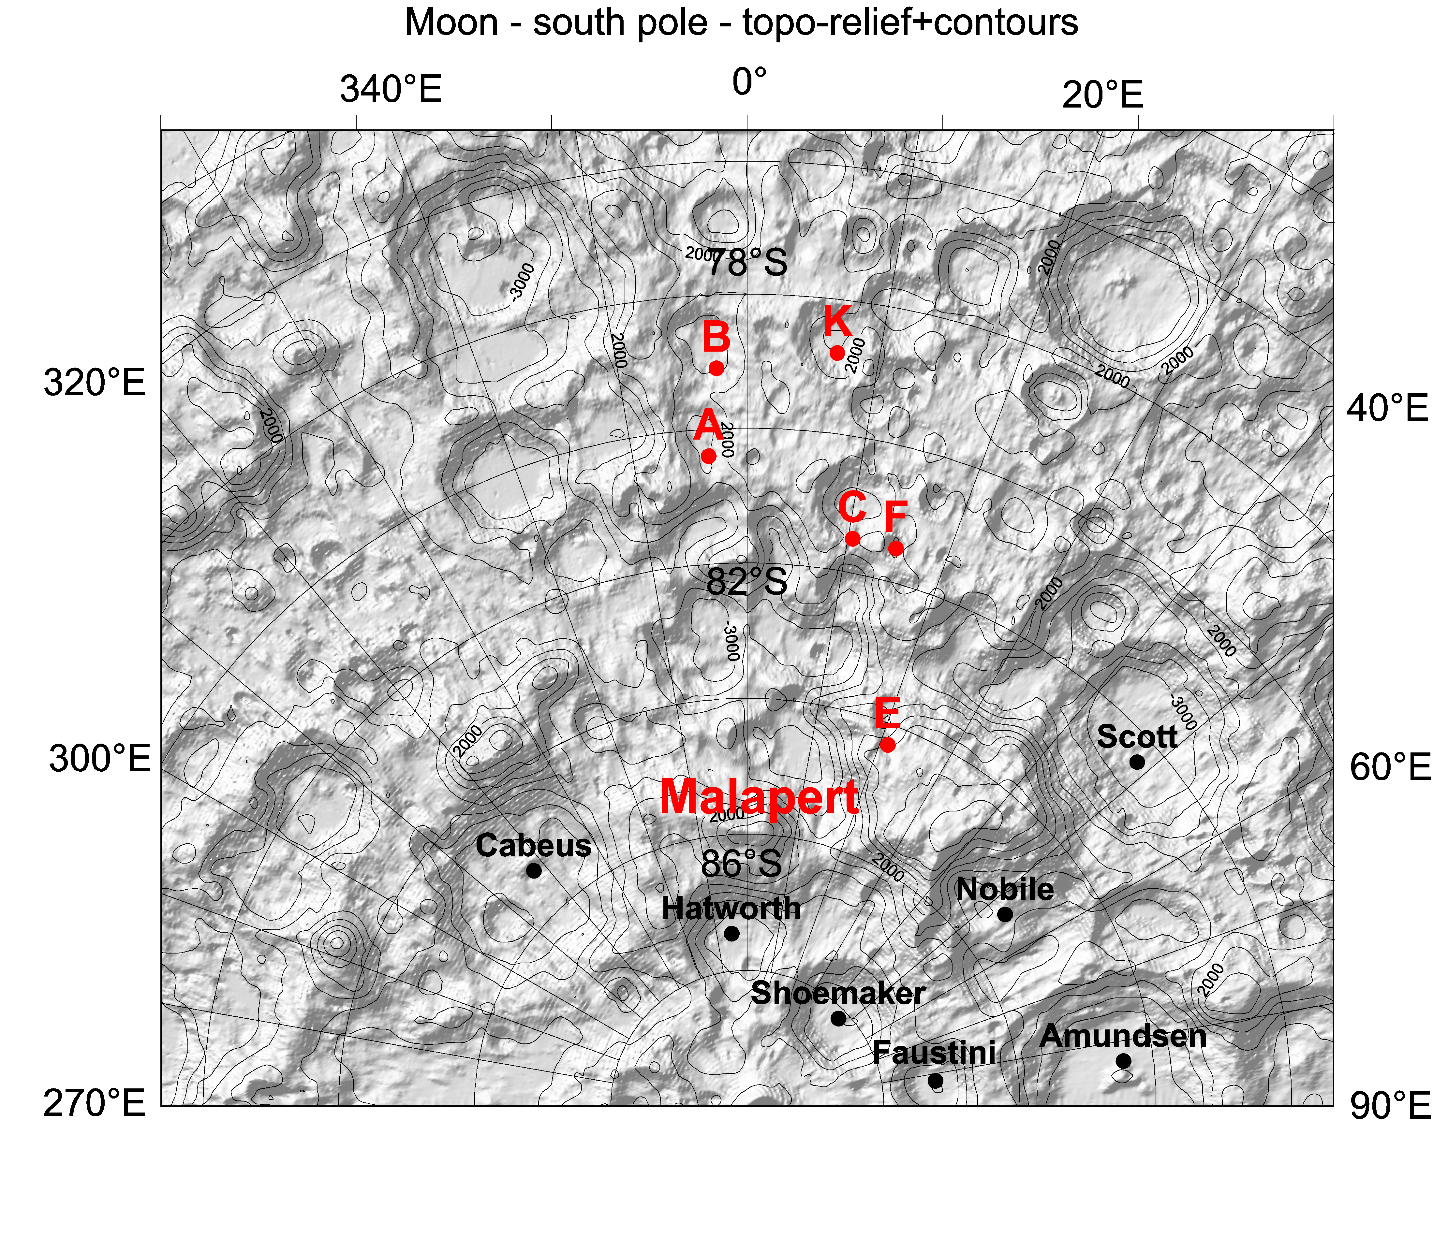 Moon - south pole - topo-relief+contours
340°E
0°
20°E
2000
2000
78°S
-3000
B
K
2000
2000
2000
2000
320°E
40°E
A
2000
2000
C
F
82°S
2000
-3000
2000
E
-3000
Scott
2000
300°E
60°E
Malapert
2000
Cabeus
86°S
2000
Nobile
Hatworth
Shoemaker
2000
Amundsen
Faustini
270°E
90°E